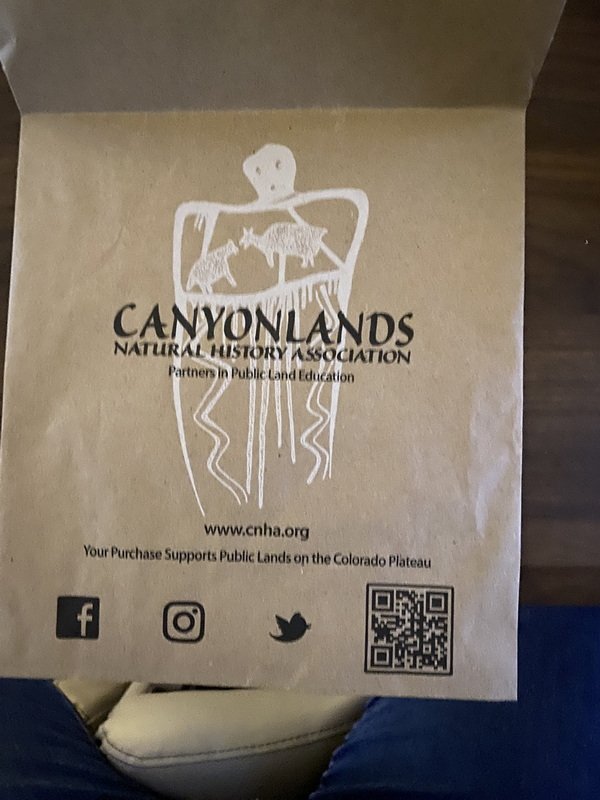 CANYONLANDS
NATURAL HISTORY ASSOCIATION
Partners in Public Land Education
www.cnha.org
Your Purchase Supports Public Lands on the Colorado Plateau